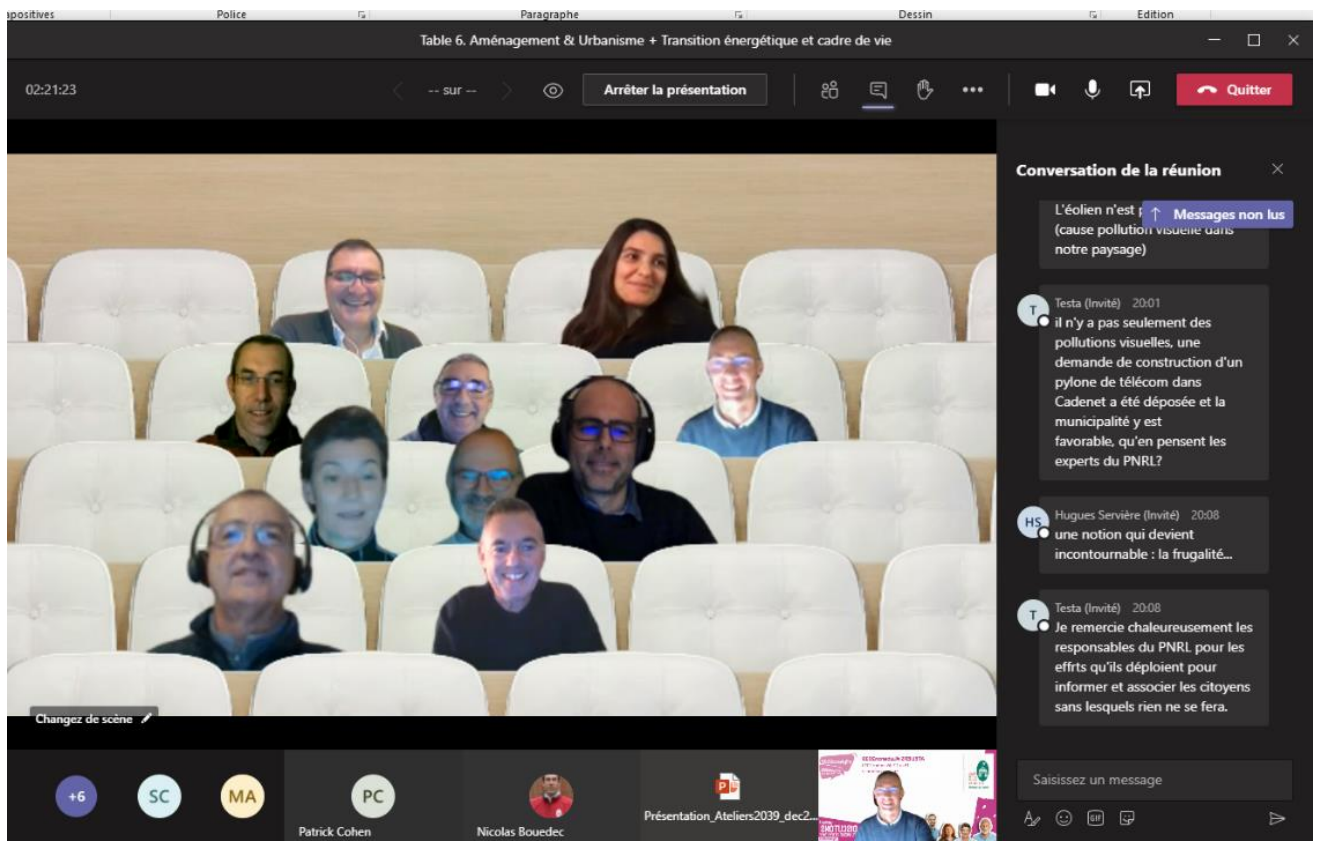 apositives Police Paragraphe Dessin Edition
Table 6. Aménagement & Urbanisme + Transition énergétique et cadre de vie
02:21:23
-- sur --
Arrêter la présentation
Quitter
Conversation de la réunion
Messages non lus
L'éolien n'est
(cause pollution visuelle dans
notre paysage)
T
Testa (Invité) 20:01
il n'y a pas seulement des
pollutions visuelles, une
demande de construction d'un
pylone de télécom dans
Cadenet a été déposée et la
municipalité y est
favorable, qu'en pensent les
experts du PNRL?
HS
Hugues Servière (Invité) 20:08
une notion qui devient
incontournable : la frugalité...
T
Testa (Invité) 20:08
Je remercie chaleureusement les
responsables du PNRL pour les
effrts qu'ils déploient pour
informer et associer les citoyens
sans lesquels rien ne se fera.
Changez de scène
+6
SC
MA
PC
Patrick Cohen
Nicolas Bouedec
Présentation_Ateliers2039_dec2...
Saisissez un message
GIF